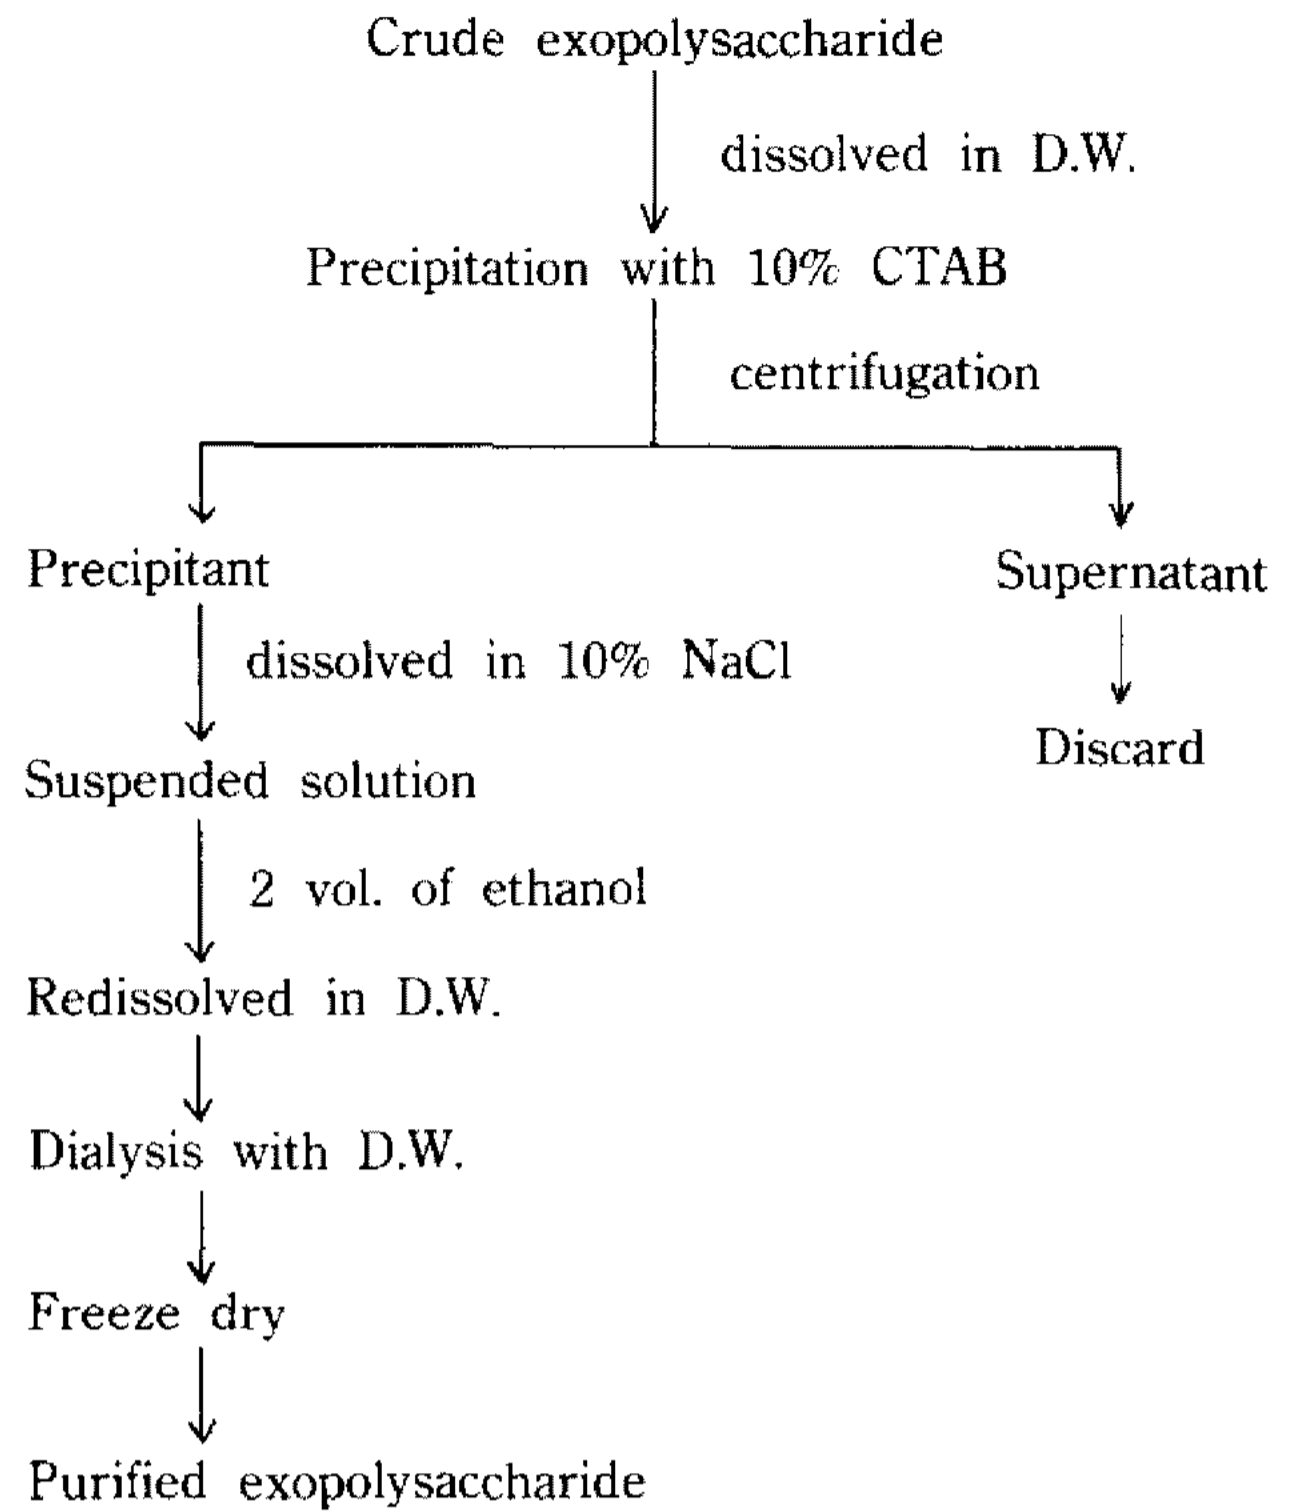 Crude exopolysaccharide
dissolved in D.W.
Precipitation with 10% CTAB
centrifugation
Precipitant
Supernatant
dissolved in 10% NaCl
Discard
Suspended solution
2 vol. of ethanol
Redissolved in D.W.
Dialysis with D.W.
Freeze dry
Purified exopolysaccharide